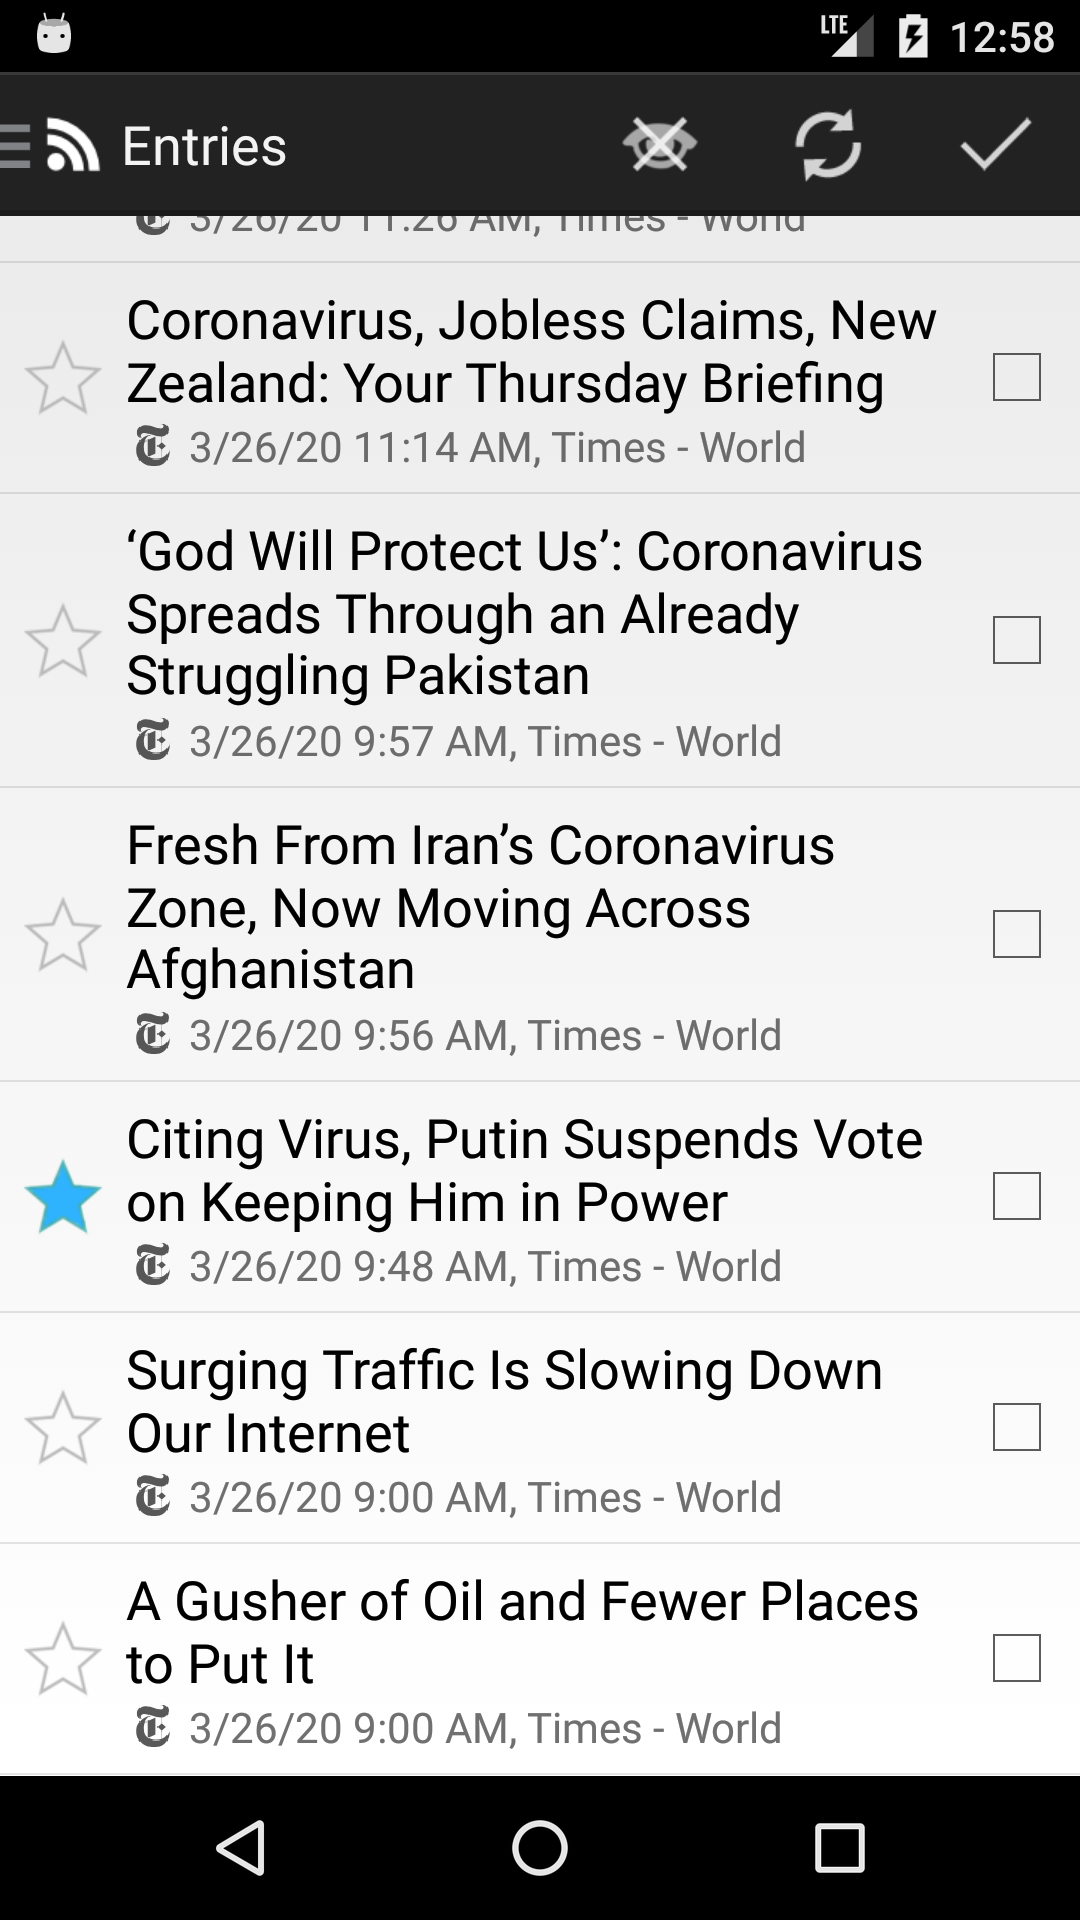 LTE 12:58
Entries
3/26/20 11:26 AM, Times - World
Coronavirus, Jobless Claims, New
Zealand: Your Thursday Briefing
3/26/20 11:14 AM, Times - World
‘God Will Protect Us’: Coronavirus
Spreads Through an Already
Struggling Pakistan
3/26/20 9:57 AM, Times - World
Fresh From Iran’s Coronavirus
Zone, Now Moving Across
Afghanistan
3/26/20 9:56 AM, Times - World
Citing Virus, Putin Suspends Vote
on Keeping Him in Power
3/26/20 9:48 AM, Times - World
Surging Traffic Is Slowing Down
Our Internet
3/26/20 9:00 AM, Times - World
A Gusher of Oil and Fewer Places
to Put It
3/26/20 9:00 AM, Times - World